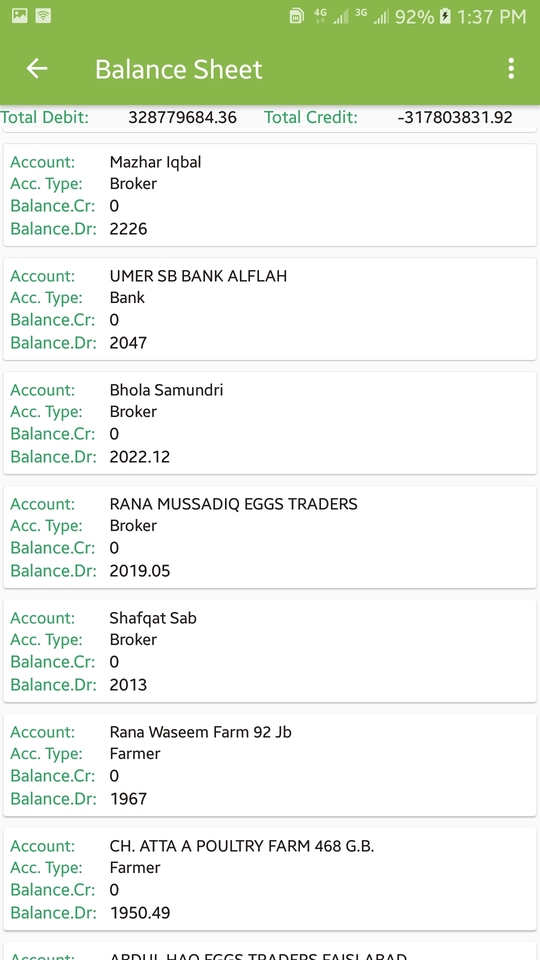 4G 3G 92% 1:37 PM
Balance Sheet
Total Debit: 328779684.36 Total Credit: -317803831.92
Account: Mazhar Iqbal
Acc. Type: Broker
Balance.Cr: 0
Balance.Dr: 2226
Account: UMER SB BANK ALFLAH
Acc. Type: Bank
Balance.Cr: 0
Balance.Dr: 2047
Account: Bhola Samundri
Acc. Type: Broker
Balance.Cr: 0
Balance.Dr: 2022.12
Account: RANA MUSSADIQ EGGS TRADERS
Acc. Type: Broker
Balance.Cr: 0
Balance.Dr: 2019.05
Account: Shafqat Sab
Acc. Type: Broker
Balance.Cr: 0
Balance.Dr: 2013
Account: Rana Waseem Farm 92 Jb
Acc. Type: Farmer
Balance.Cr: 0
Balance.Dr: 1967
Account: CH. ATTA A POULTRY FARM 468 G.B.
Acc. Type: Farmer
Balance.Cr: 0
Balance.Dr: 1950.49
Account: ABDUL HAQ EGGS TRADERS FAISLABAD